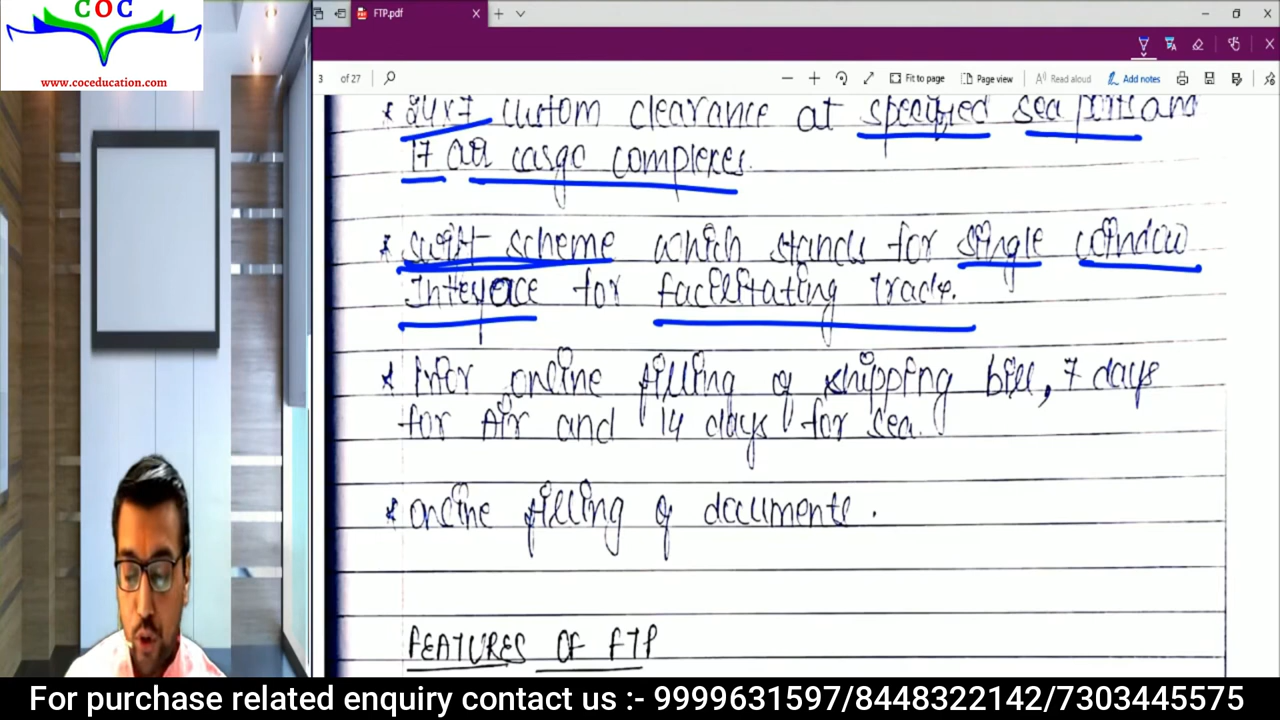 COC
www.coceducation.com
FTP.pdf
3 of 27
Fit to page
Page view
Read aloud
Add notes
* 24x7 custom clearance at specified sea ports and
17 air cargo complexes.
* swift scheme which stands for single window
Interface for facilitating trade.
* Prior online filling of shipping bill, 7 days
for Air and 14 days for sea.
* online filling of documents.
FEATURES OF FTP
For purchase related enquiry contact us :- 9999631597/8448322142/7303445575